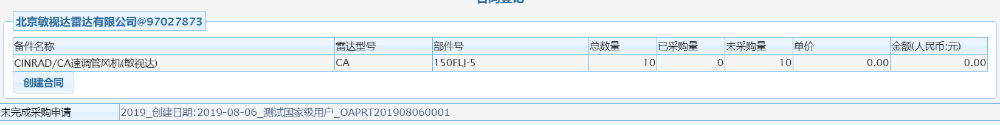 合同登记
北京敏视达雷达有限公司@97027873
备件名称 雷达型号 部件号 总数量 已采购量 未采购量 单价 金额(人民币:元)
CINRAD/CA速调管风机(敏视达) CA 150FLJ-5 10 0 10 0.00 0.00
创建合同
未完成采购申请 2019_创建日期:2019-08-06_测试国家级用户_OAPRT201908060001